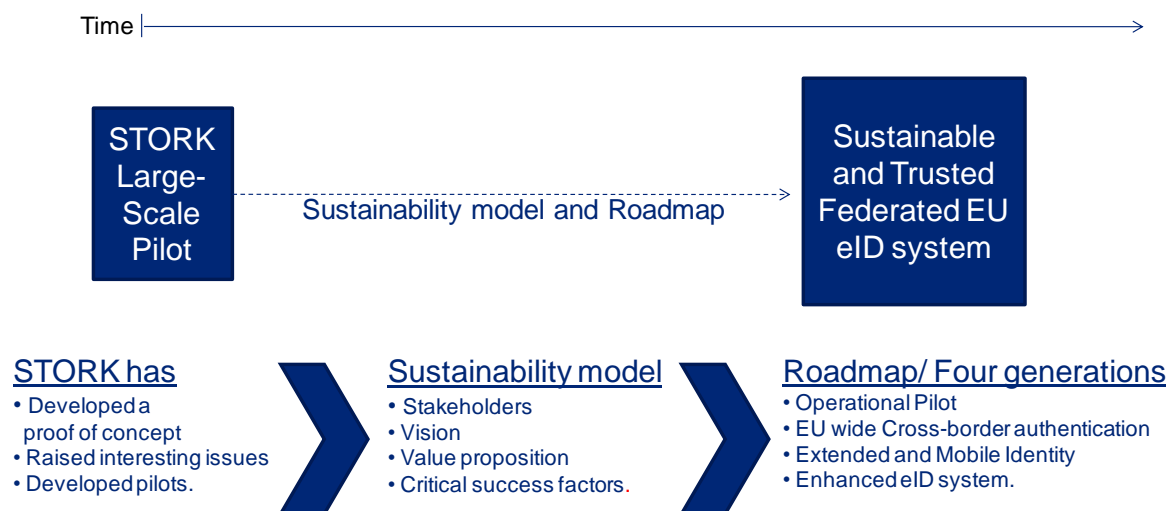 Time
STORK
Large-
Scale
Pilot
Sustainability model and Roadmap
Sustainable
and Trusted
Federated EU
eID system
STORK has
• Developed a
proof of concept
• Raised interesting issues
• Developed pilots.
Sustainability model
• Stakeholders
• Vision
• Value proposition
• Critical success factors.
Roadmap/ Four generations
• Operational Pilot
• EU wide Cross-border authentication
• Extended and Mobile Identity
• Enhanced eID system.